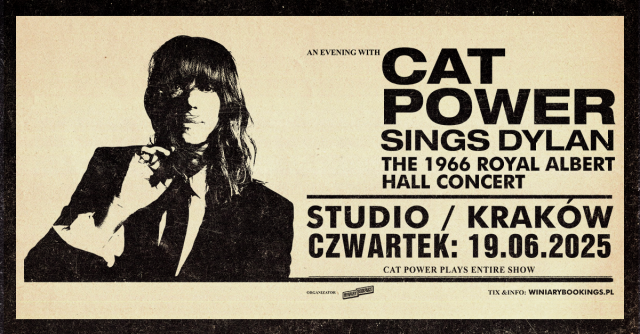 AN EVENING WITH
CAT
POWER
SINGS DYLAN
THE 1966 ROYAL ALBERT
HALL CONCERT
STUDIO / KRAKÓW
CZWARTEK: 19.06.2025
CAT POWER PLAYS ENTIRE SHOW
ORGANIZATOR:
TIX &INFO: WINIARYBOOKINGS.PL